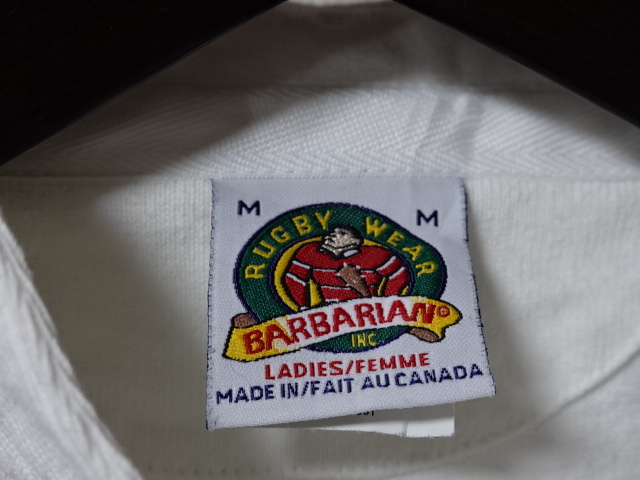 M M
RUGBY WEAR
BARBARIAN®
INC
LADIES/FEMME
MADE IN/FAIT AU CANADA